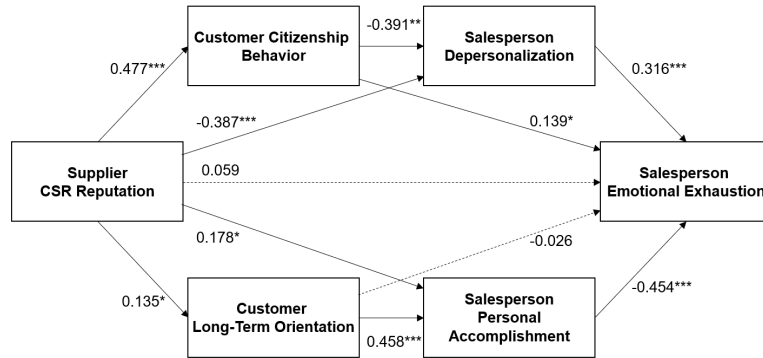 -0.391**
Customer Citizenship
Behavior
Salesperson
Depersonalization
0.477***
0.316***
-0.387***
0.139*
Supplier
CSR Reputation
0.059
Salesperson
Emotional Exhaustion
0.178*
-0.026
0.135*
Customer
Long-Term Orientation
0.458***
Salesperson
Personal
Accomplishment
-0.454***